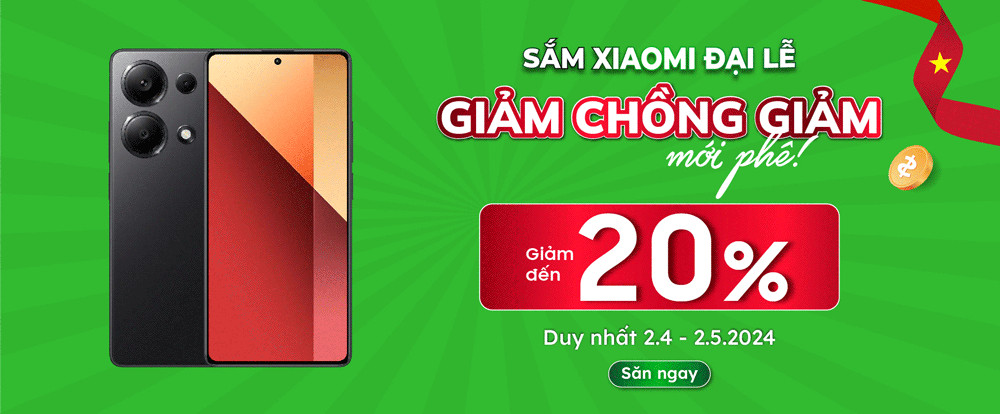 SẮM XIAOMI ĐẠI LỄ
GIẢM CHỒNG GIẢM
mới phê!
Giảm đến 20%
Duy nhất 2.4 - 2.5.2024
Săn ngay